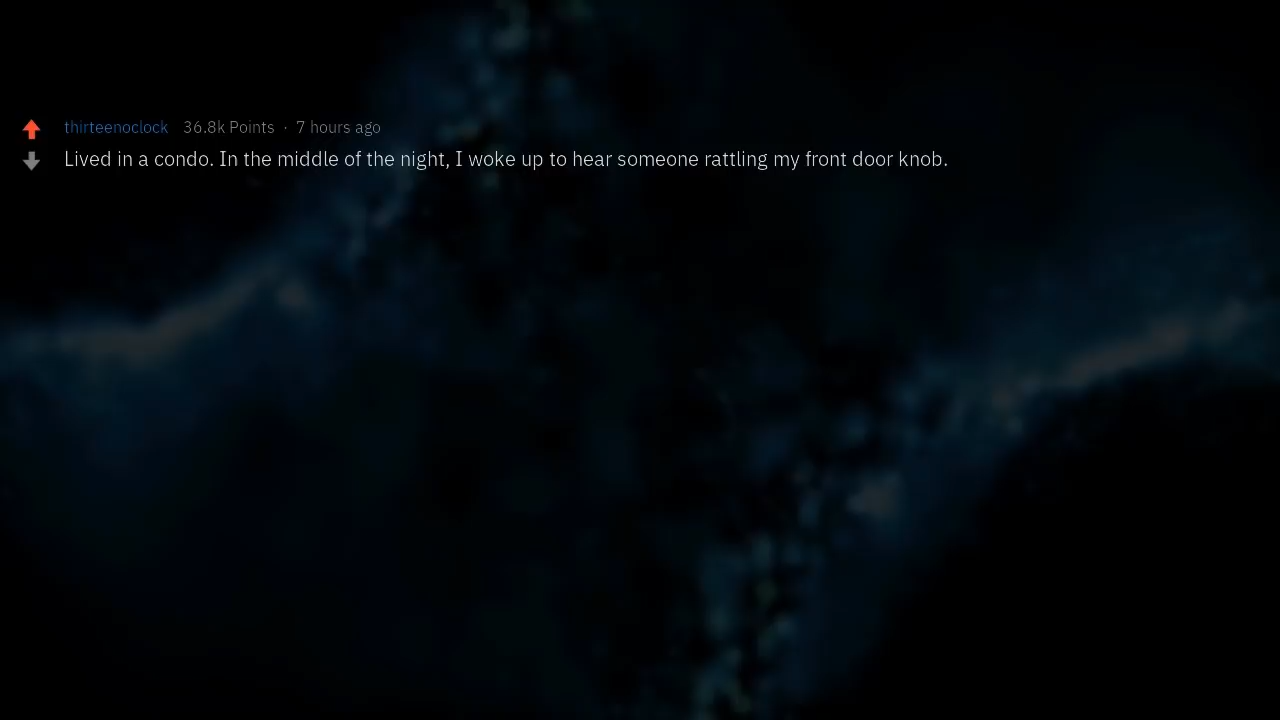 thirteenoclock 36.8k Points · 7 hours ago
Lived in a condo. In the middle of the night, I woke up to hear someone rattling my front door knob.